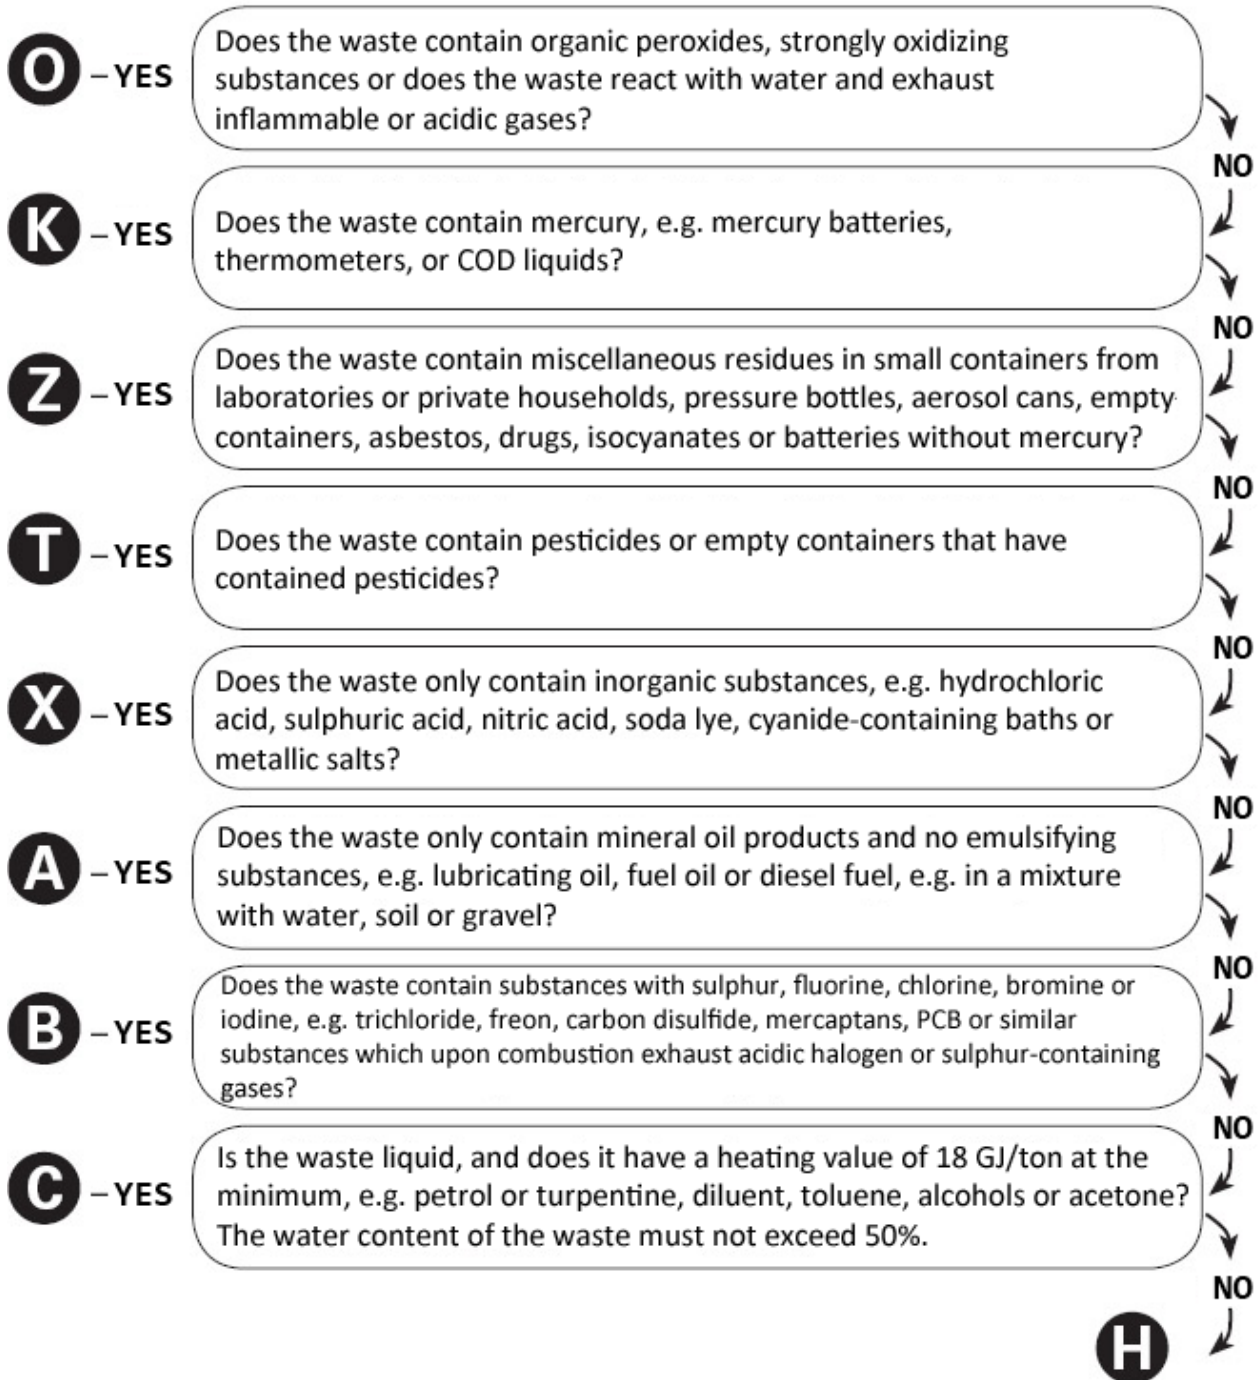 O – YES
Does the waste contain organic peroxides, strongly oxidizing
substances or does the waste react with water and exhaust
inflammable or acidic gases?
NO
K – YES
Does the waste contain mercury, e.g. mercury batteries,
thermometers, or COD liquids?
NO
Z – YES
Does the waste contain miscellaneous residues in small containers from
laboratories or private households, pressure bottles, aerosol cans, empty
containers, asbestos, drugs, isocyanates or batteries without mercury?
NO
T – YES
Does the waste contain pesticides or empty containers that have
contained pesticides?
NO
X – YES
Does the waste only contain inorganic substances, e.g. hydrochloric
acid, sulphuric acid, nitric acid, soda lye, cyanide-containing baths or
metallic salts?
NO
A – YES
Does the waste only contain mineral oil products and no emulsifying
substances, e.g. lubricating oil, fuel oil or diesel fuel, e.g. in a mixture
with water, soil or gravel?
NO
B – YES
Does the waste contain substances with sulphur, fluorine, chlorine, bromine or
iodine, e.g. trichloride, freon, carbon disulfide, mercaptans, PCB or similar
substances which upon combustion exhaust acidic halogen or sulphur-containing
gases?
NO
C – YES
Is the waste liquid, and does it have a heating value of 18 GJ/ton at the
minimum, e.g. petrol or turpentine, diluent, toluene, alcohols or acetone?
The water content of the waste must not exceed 50%.
NO
H